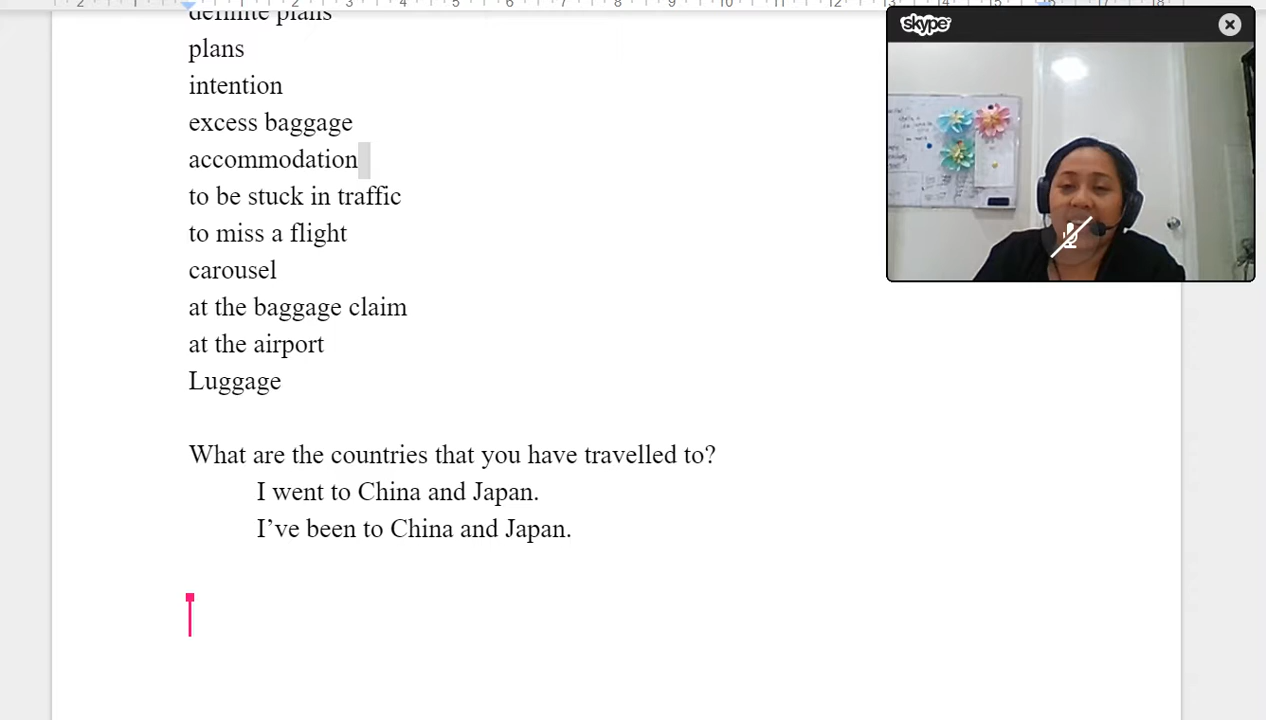 definite plans
plans
intention
excess baggage
accommodation
to be stuck in traffic
to miss a flight
carousel
at the baggage claim
at the airport
Luggage
What are the countries that you have travelled to?
I went to China and Japan.
I've been to China and Japan.
skype